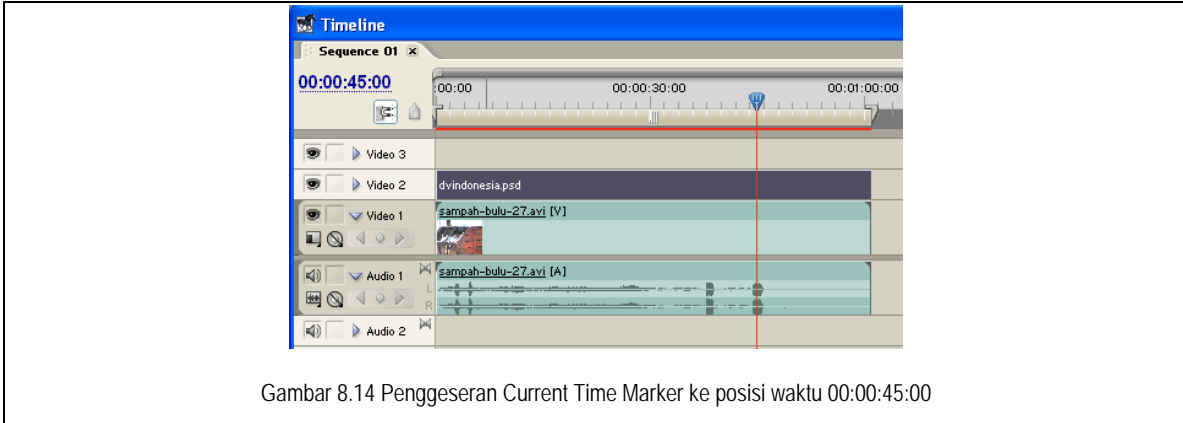 Timeline
Sequence 01 x
00:00:45:00
:00:00 00:00:30:00 00:01:00:00
Video 3
Video 2 dvindonesia.psd
Video 1 sampah-bulu-27.avi [V]
Audio 1 sampah-bulu-27.avi [A]
L
R
Audio 2
Gambar 8.14 Penggeseran Current Time Marker ke posisi waktu 00:00:45:00